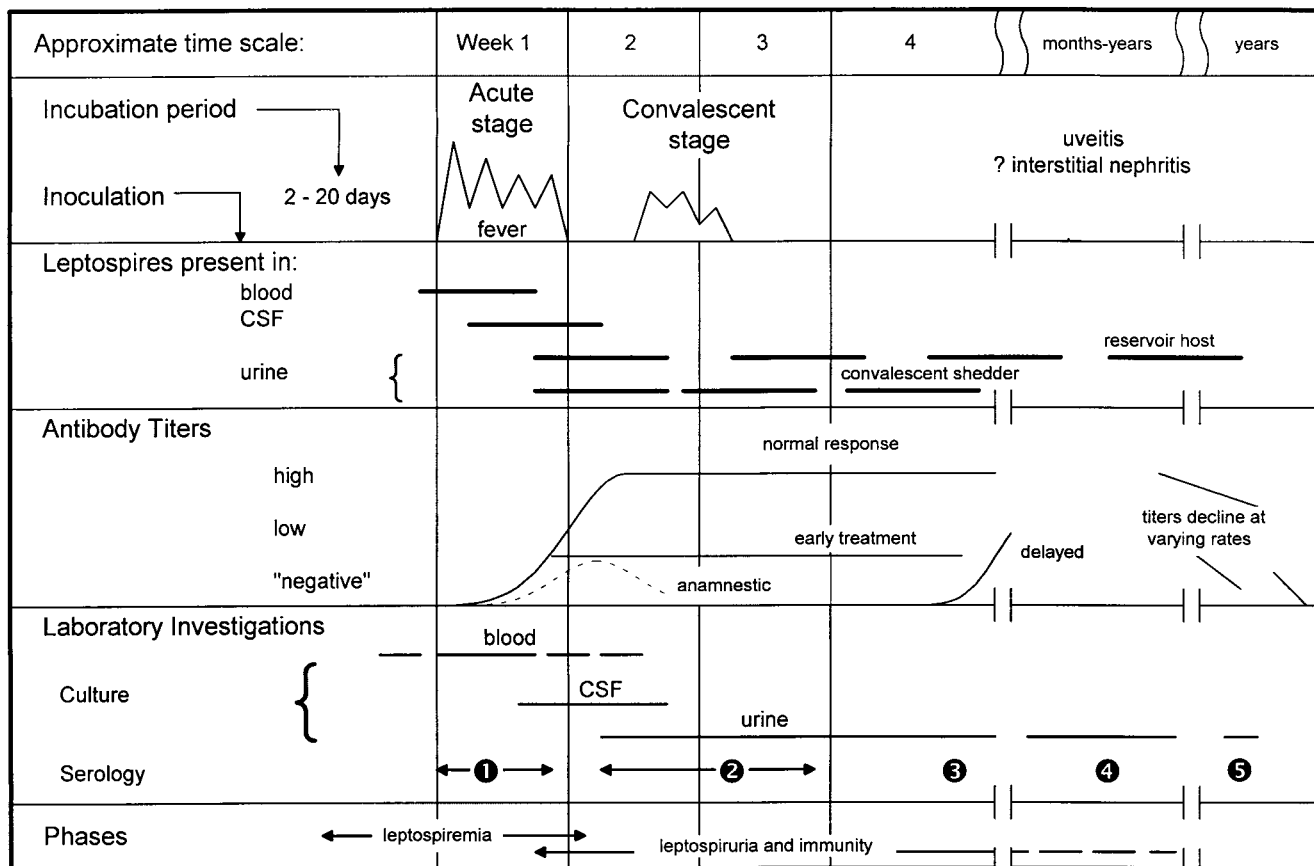 Approximate time scale: Week 1 2 3 4 months-years years
Incubation period
Acute stage
Convalescent stage
uveitis
? interstitial nephritis
Inoculation
2 - 20 days
fever
Leptospires present in:
blood
CSF
reservoir host
urine {
convalescent shedder
Antibody Titers
normal response
high
low
early treatment
delayed
titers decline at varying rates
"negative"
anamnestic
Laboratory Investigations
blood
Culture {
CSF
urine
Serology ❶ ❷ ❸ ❹ ❺
Phases
leptospiremia
leptospiruria and immunity